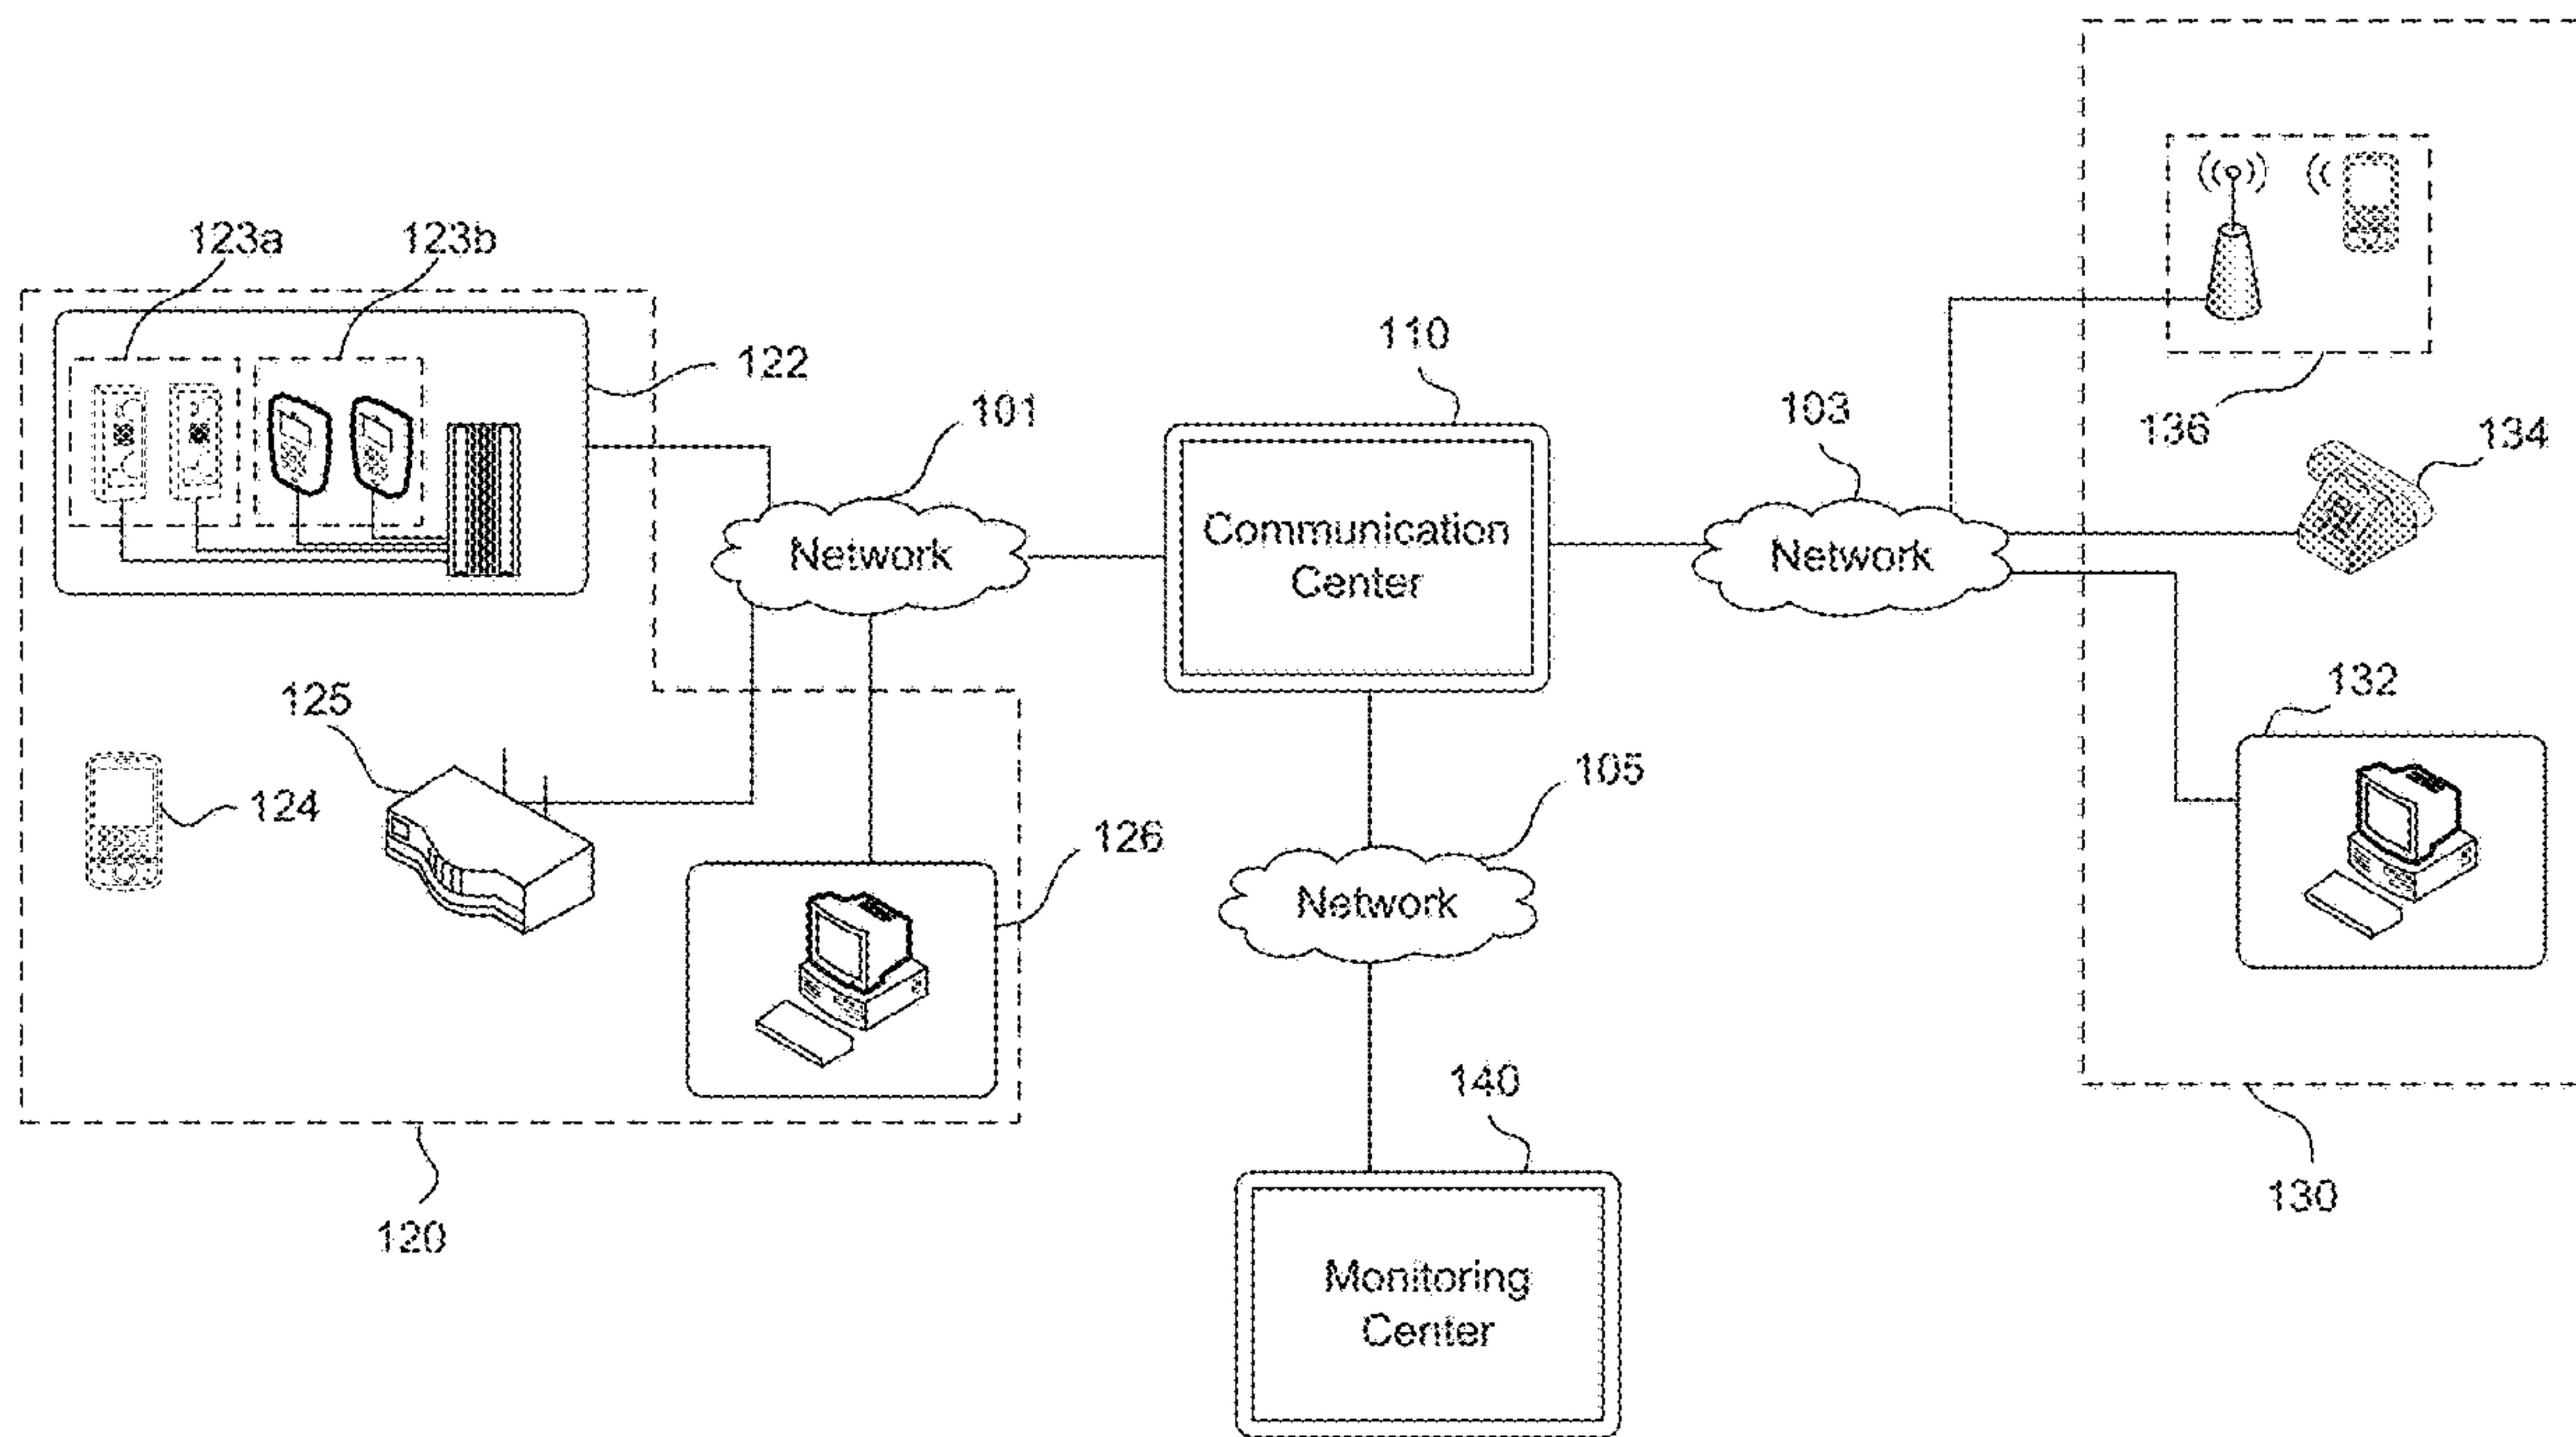 123a
123b
122
101
110
103
136
134
Communication
Center
Network
Network
125
124
126
132
105
Network
120
140
130
Monitoring
Center